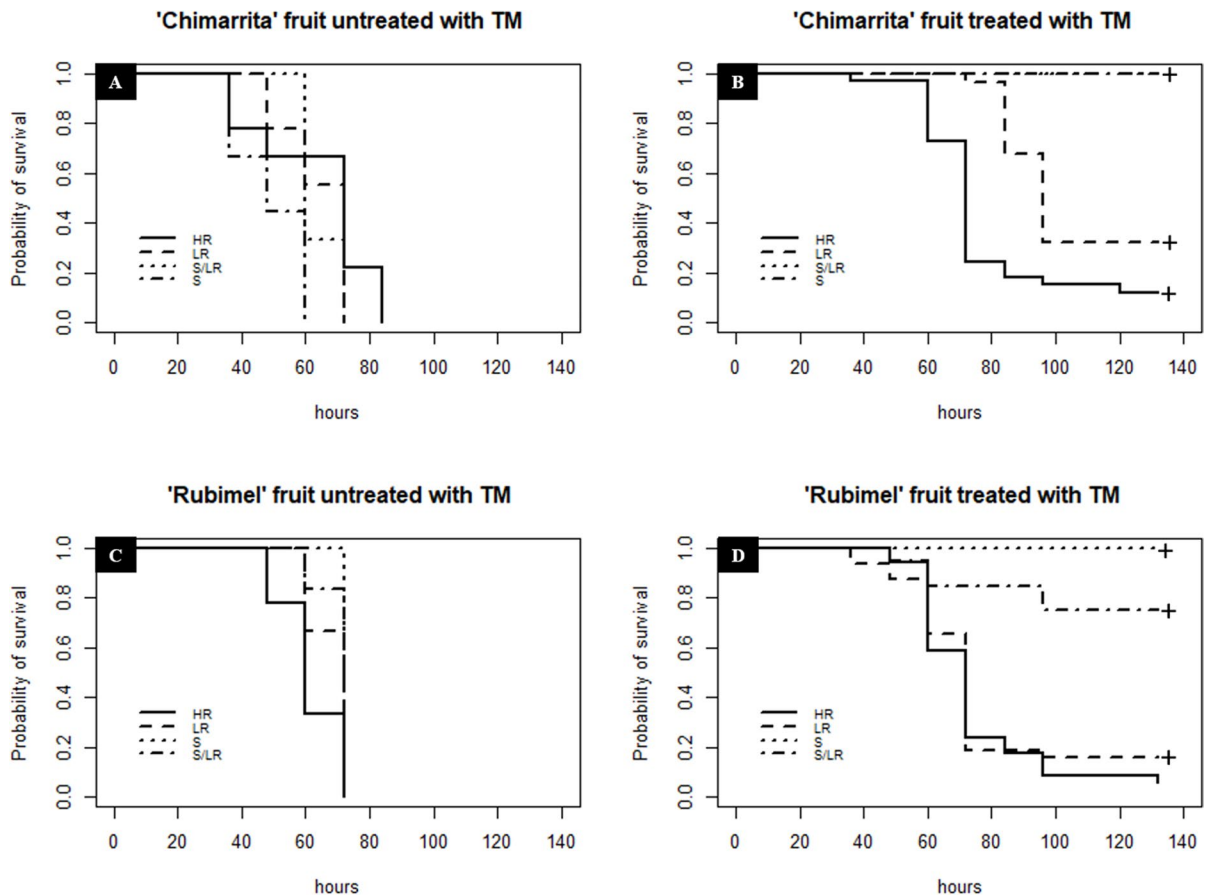 'Chimarrita' fruit untreated with TM
A
Probability of survival
1.0
0.8
0.6
0.4
0.2
0.0
HR
LR
S/LR
S
0 20 40 60 80 100 120 140
hours
'Chimarrita' fruit treated with TM
B
Probability of survival
1.0
0.8
0.6
0.4
0.2
0.0
HR
LR
S/LR
S
0 20 40 60 80 100 120 140
hours
'Rubimel' fruit untreated with TM
C
Probability of survival
1.0
0.8
0.6
0.4
0.2
0.0
HR
LR
S
S/LR
0 20 40 60 80 100 120 140
hours
'Rubimel' fruit treated with TM
D
Probability of survival
1.0
0.8
0.6
0.4
0.2
0.0
HR
LR
S
S/LR
0 20 40 60 80 100 120 140
hours